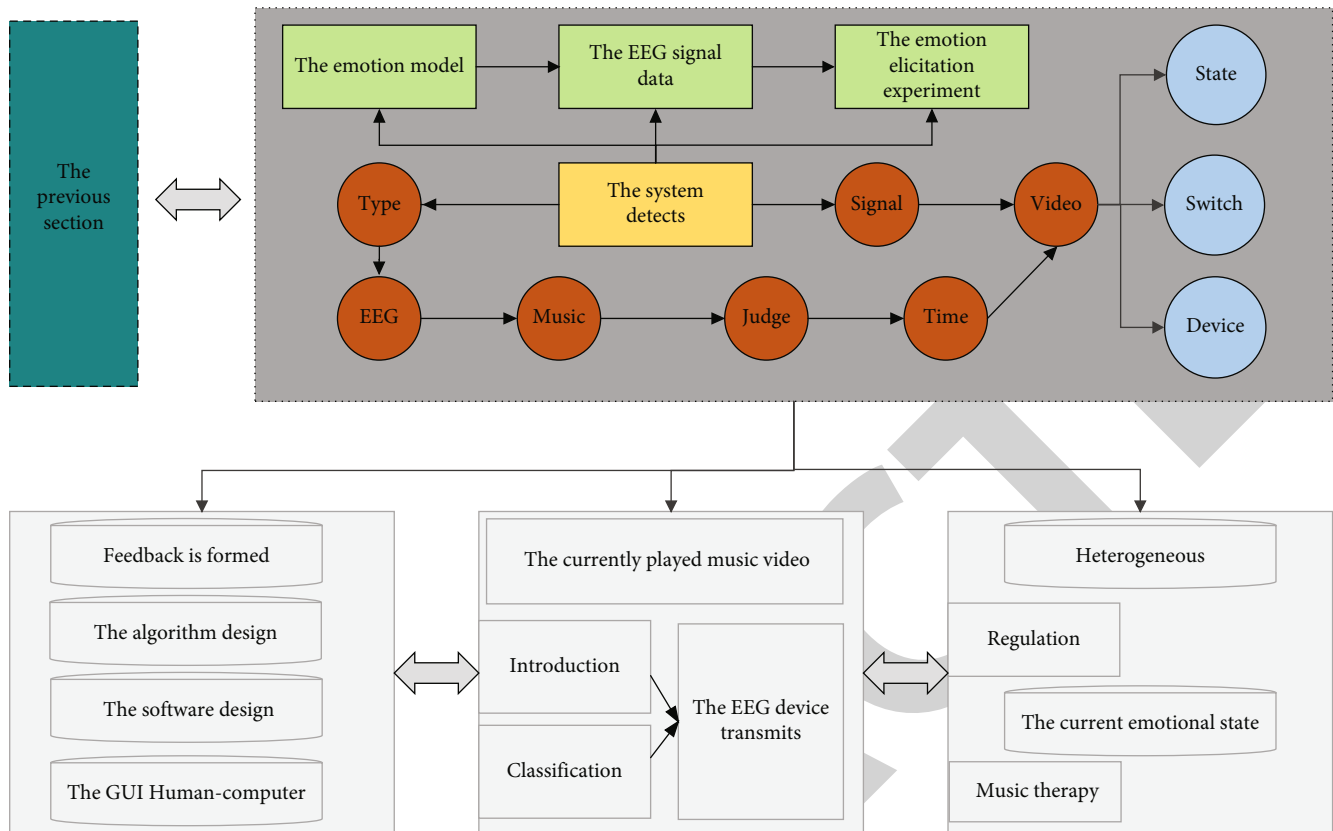 The
previous
section
The emotion model
The EEG signal
data
The emotion
elicitation
experiment
State
Type
The system
detects
Signal
Video
Switch
EEG
Music
Judge
Time
Device
Feedback is formed
The algorithm design
The software design
The GUI Human-computer
The currently played music video
Introduction
Classification
The EEG device
transmits
Heterogeneous
Regulation
The current emotional state
Music therapy